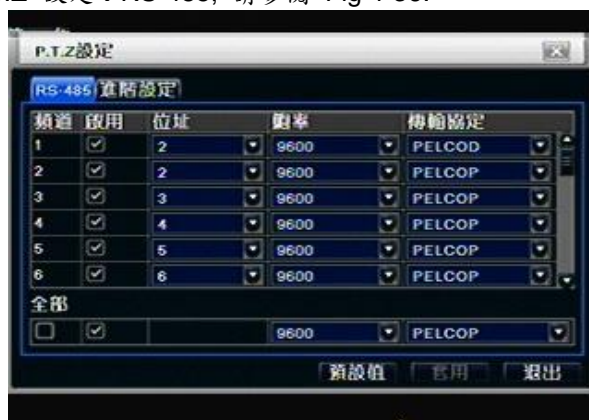 P.T.Z設定
RS-485 進階設定
頻道 啟用 位址 鮑率 傳輸協定
1 2 9600 PELCOD
2 2 9600 PELCOP
3 3 9600 PELCOP
4 4 9600 PELCOP
5 5 9600 PELCOP
6 6 9600 PELCOP
全部
9600 PELCOP
預設值 套用 退出